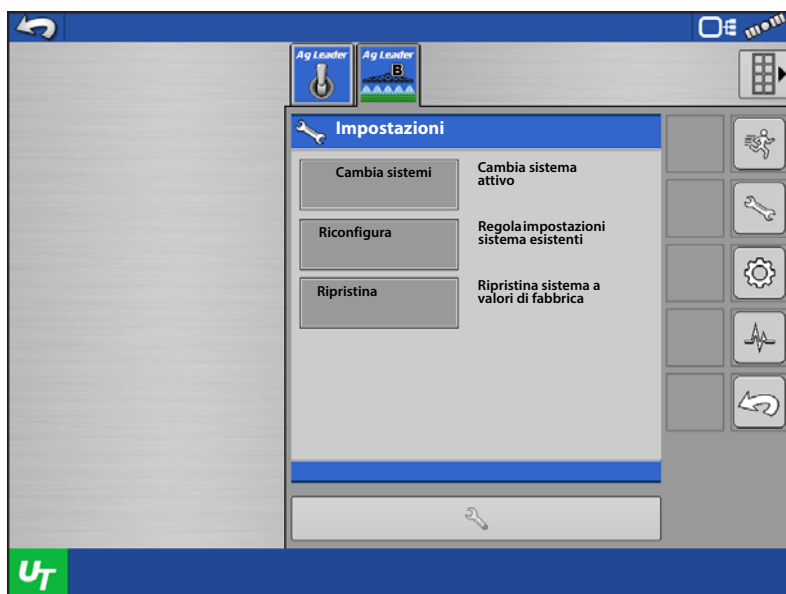 Ag Leader
Ag Leader
B
Impostazioni
Cambia sistemi
Cambia sistema
attivo
Riconfigura
Regola impostazioni
sistema esistenti
Ripristina
Ripristina sistema a
valori di fabbrica
UT